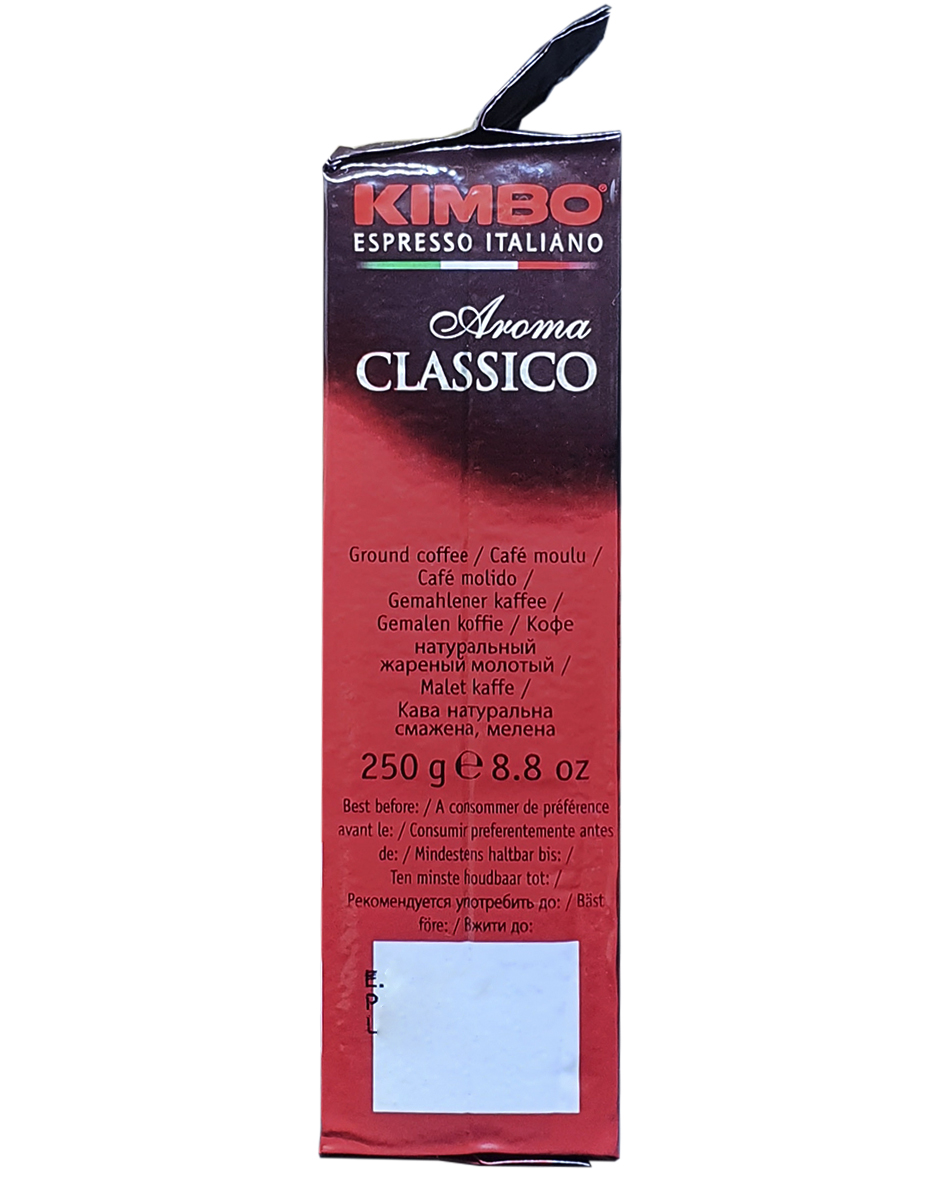 KIMBO®
ESPRESSO ITALIANO
Aroma
CLASSICO
Ground coffee / Café moulu /
Café molido /
Gemahlener kaffee /
Gemalen koffie / Кофе
натуральный
жареный молотый /
Malet kaffe /
Кава натуральна
смажена, мелена
250 g ℮ 8.8 oz
Best before: / A consommer de préférence
avant le: / Consumir preferentemente antes
de: / Mindestens haltbar bis: /
Ten minste houdbaar tot: /
Рекомендуется употребить до: / Bäst
före: / Вжити до: